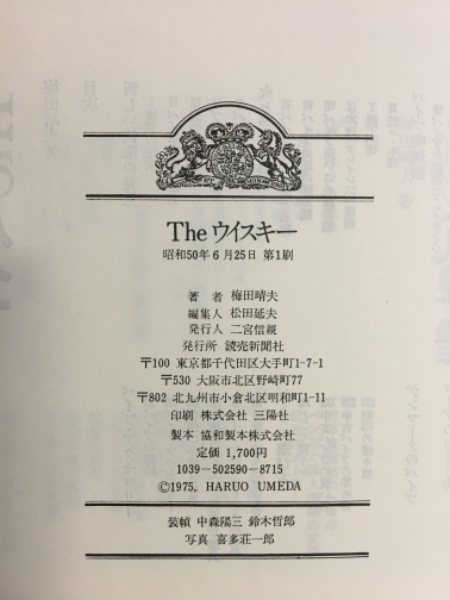 The ウイスキー
昭和50年6月25日 第1刷
著者 梅田晴夫
編集人 松田延夫
発行人 二宮信親
発行所 読売新聞社
〒100 東京都千代田区大手町1-7-1
〒530 大阪市北区野崎町77
〒802 北九州市小倉北区明和町1-11
印刷 株式会社 三陽社
製本 協和製本株式会社
定価 1,700円
1039-502590-8715
©1975, HARUO UMEDA
装幀 中森陽三 鈴木哲郎
写真 喜多荘一郎